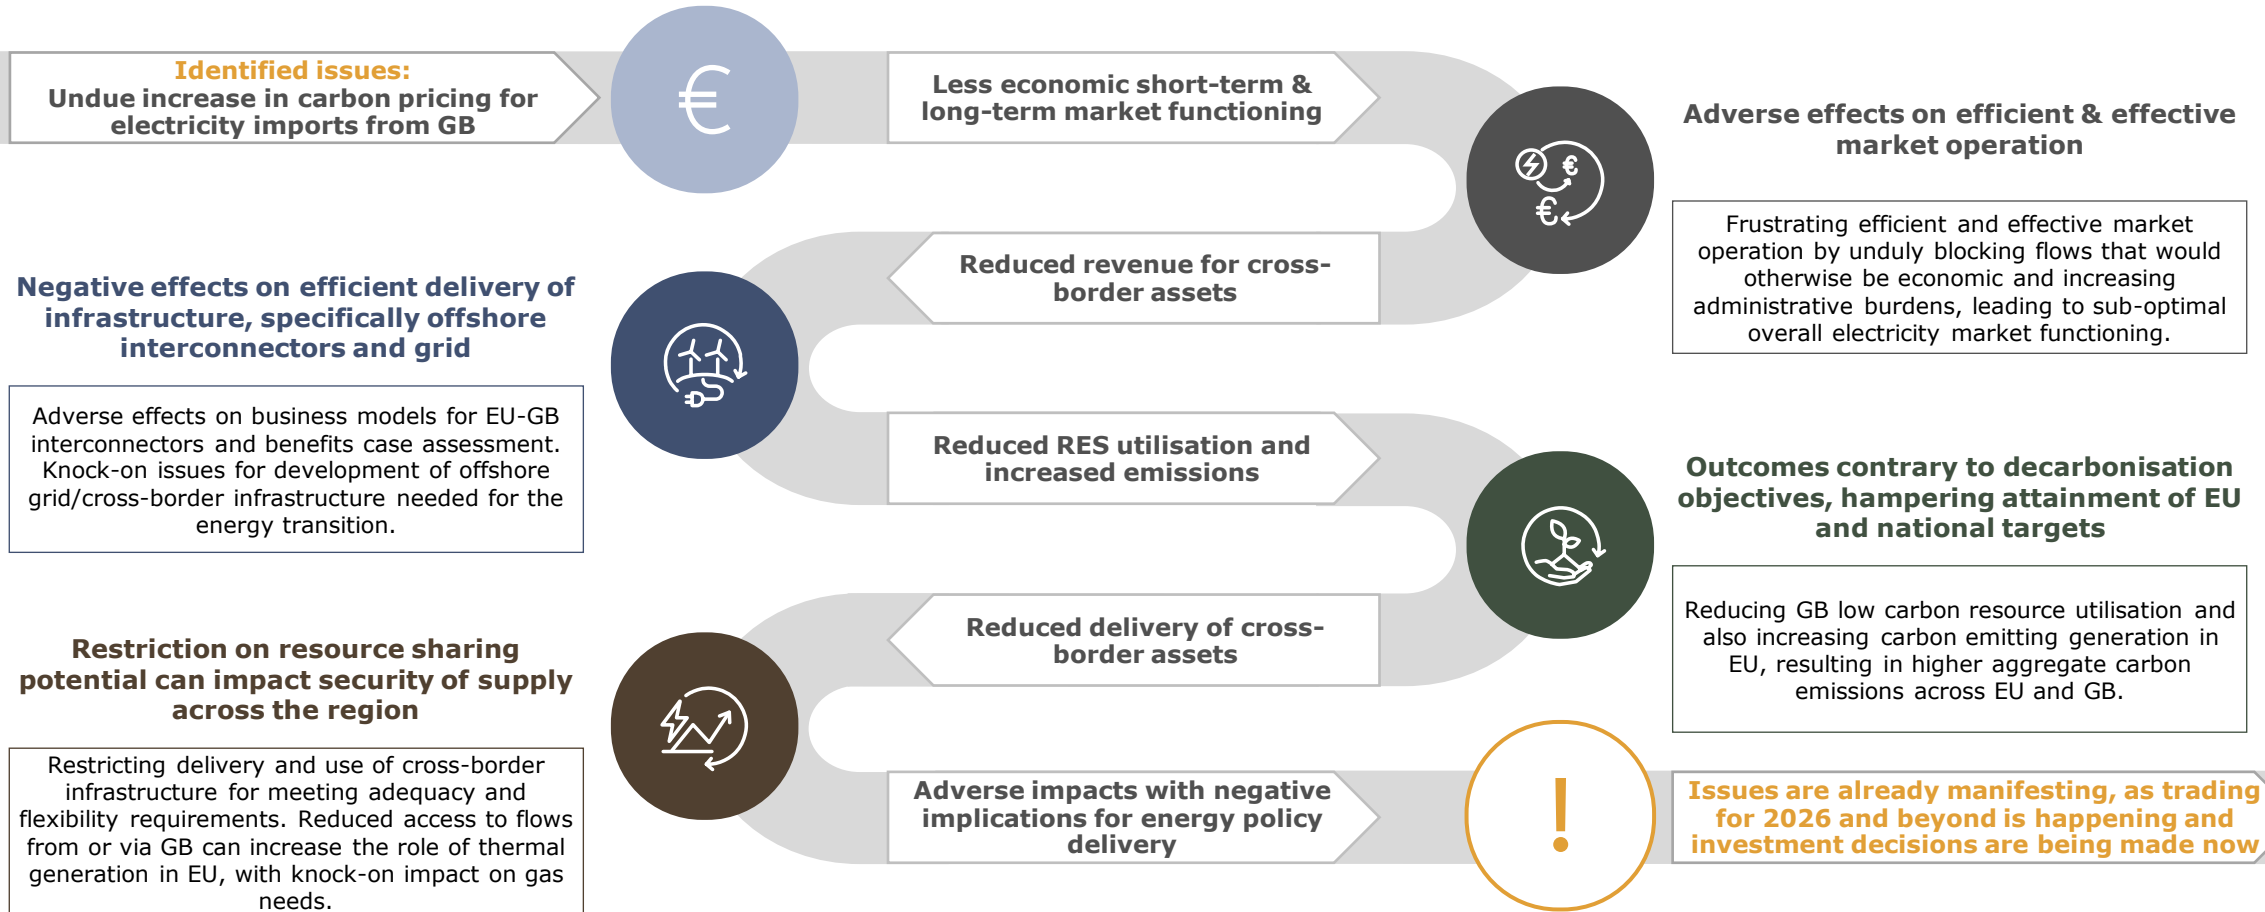 Identified issues:
Undue increase in carbon pricing for
electricity imports from GB
€
Less economic short-term &
long-term market functioning
€
€
Adverse effects on efficient & effective
market operation
Frustrating efficient and effective market
operation by unduly blocking flows that would
otherwise be economic and increasing
administrative burdens, leading to sub-optimal
overall electricity market functioning.
Reduced revenue for cross-
border assets
Negative effects on efficient delivery of
infrastructure, specifically offshore
interconnectors and grid
Adverse effects on business models for EU-GB
interconnectors and benefits case assessment.
Knock-on issues for development of offshore
grid/cross-border infrastructure needed for the
energy transition.
Reduced RES utilisation and
increased emissions
Outcomes contrary to decarbonisation
objectives, hampering attainment of EU
and national targets
Reducing GB low carbon resource utilisation and
also increasing carbon emitting generation in
EU, resulting in higher aggregate carbon
emissions across EU and GB.
Reduced delivery of cross-
border assets
Restriction on resource sharing
potential can impact security of supply
across the region
Restricting delivery and use of cross-border
infrastructure for meeting adequacy and
flexibility requirements. Reduced access to flows
from or via GB can increase the role of thermal
generation in EU, with knock-on impact on gas
needs.
Adverse impacts with negative
implications for energy policy
delivery
!
Issues are already manifesting, as trading
for 2026 and beyond is happening and
investment decisions are being made now